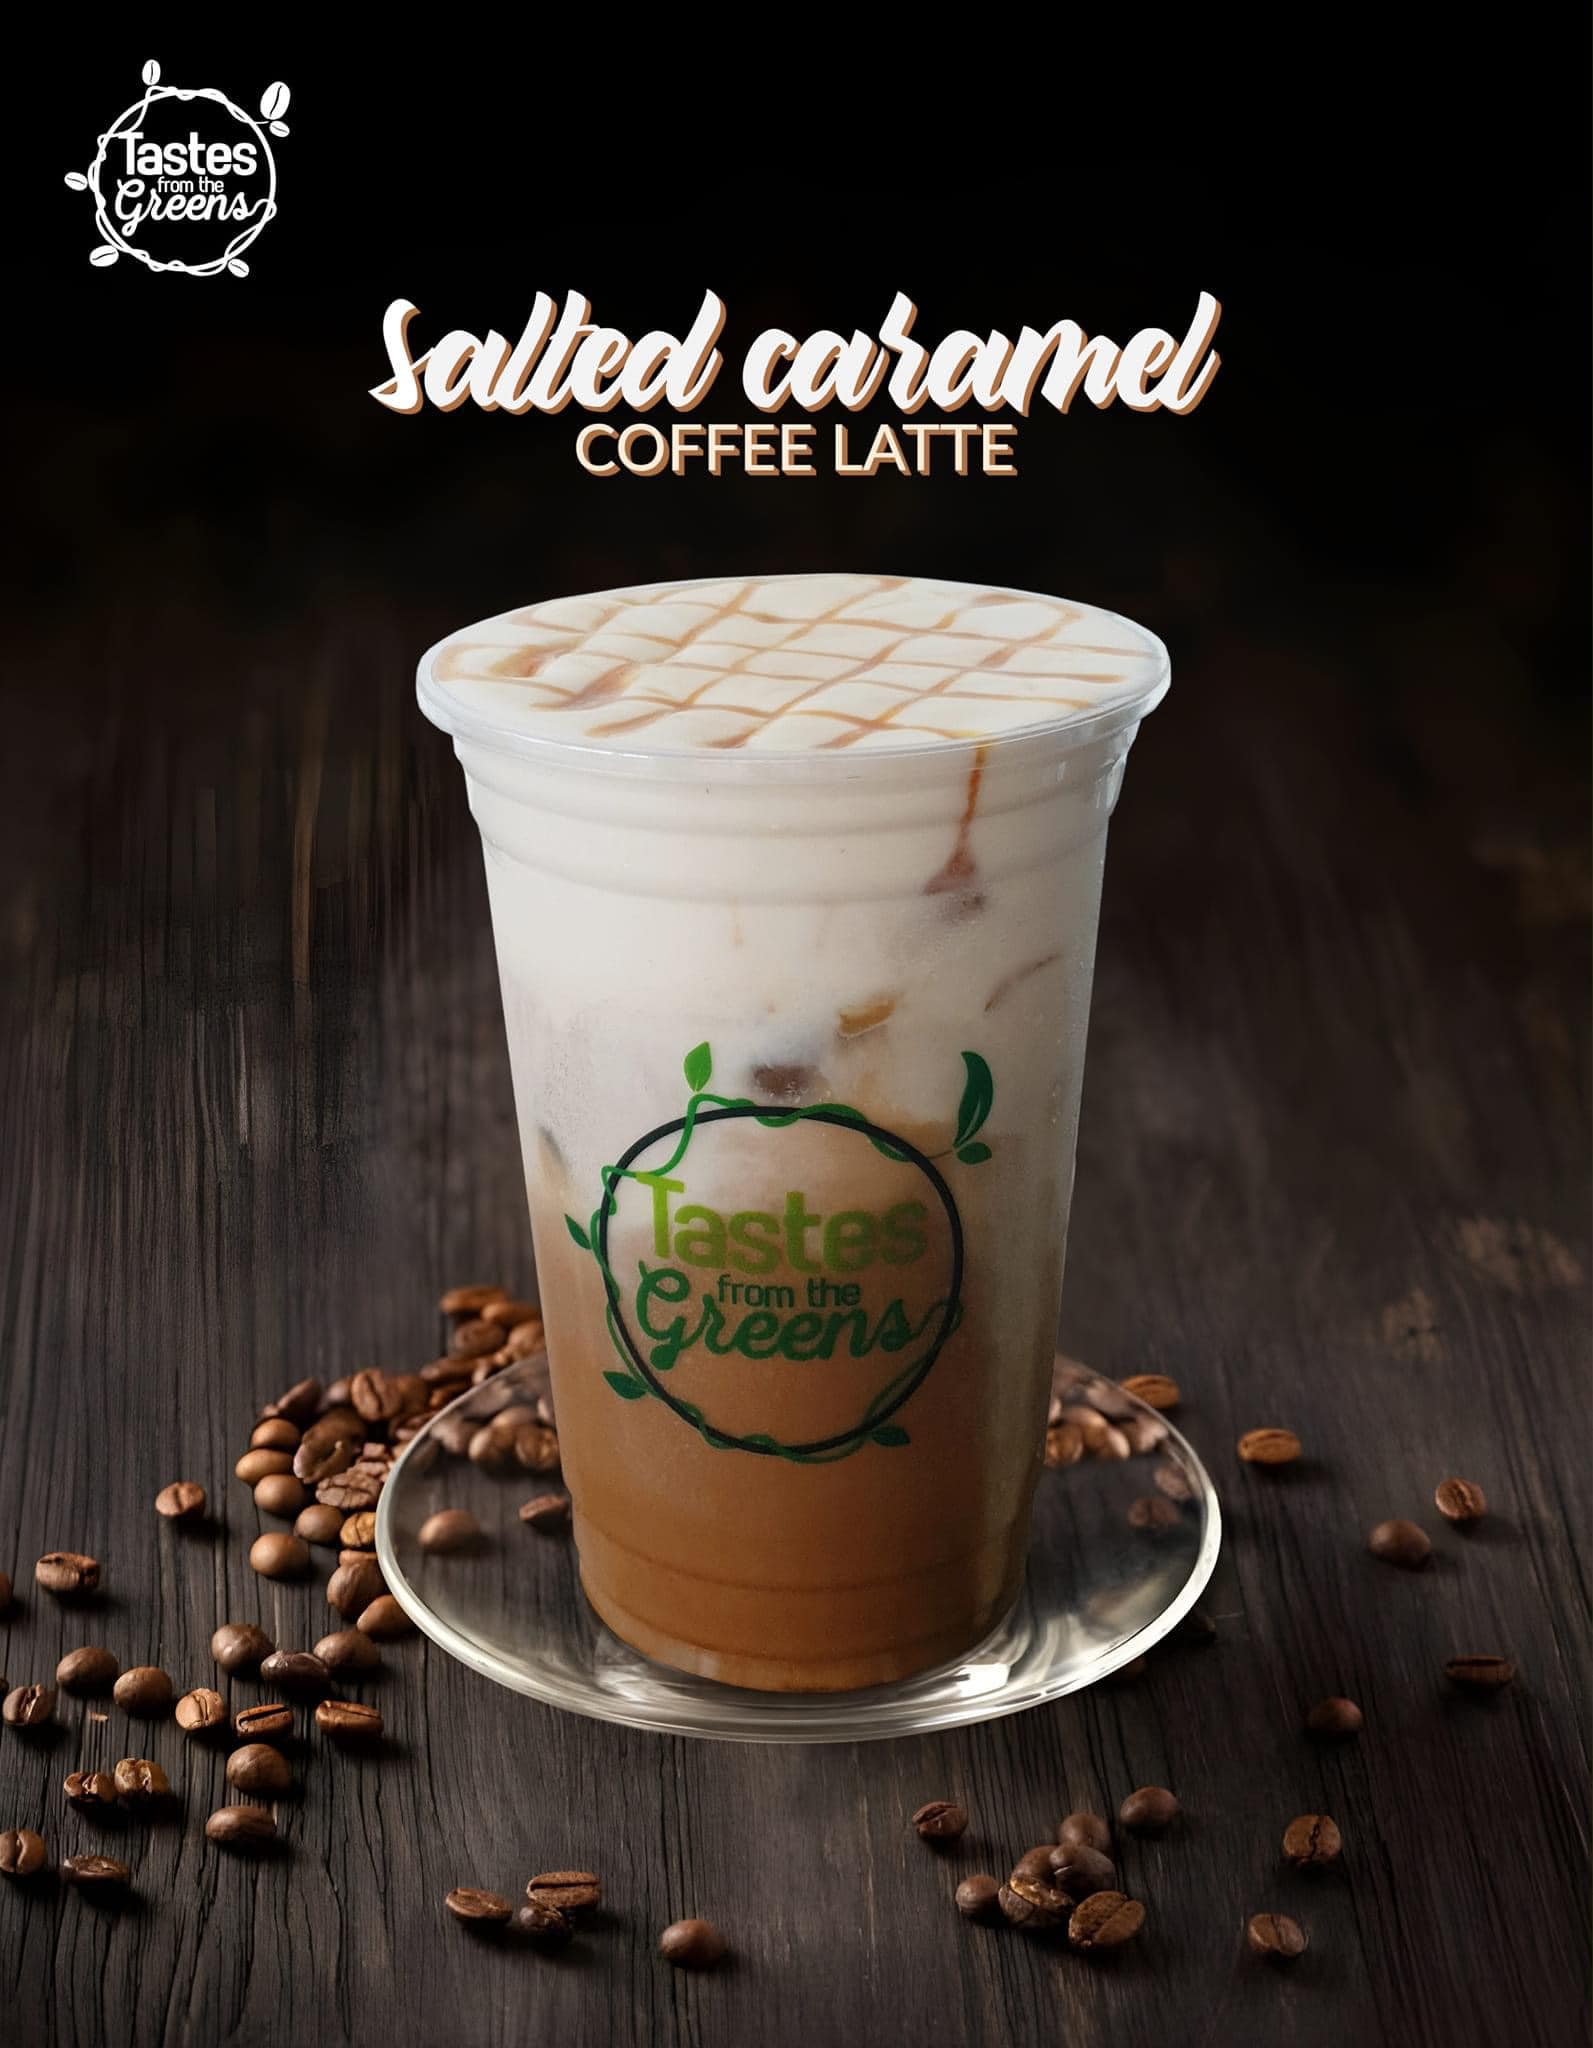 Tastes
from the
Greens
Salted caramel
COFFEE LATTE
Tastes
from the
Greens